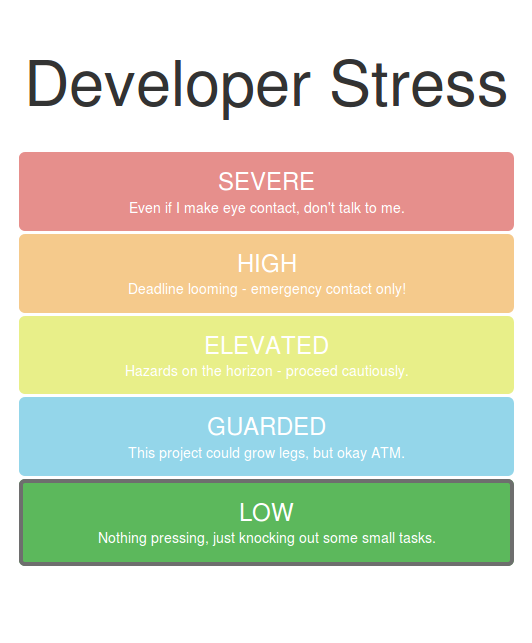 Developer Stress
SEVERE
Even if I make eye contact, don't talk to me.
HIGH
Deadline looming - emergency contact only!
ELEVATED
Hazards on the horizon - proceed cautiously.
GUARDED
This project could grow legs, but okay ATM.
LOW
Nothing pressing, just knocking out some small tasks.